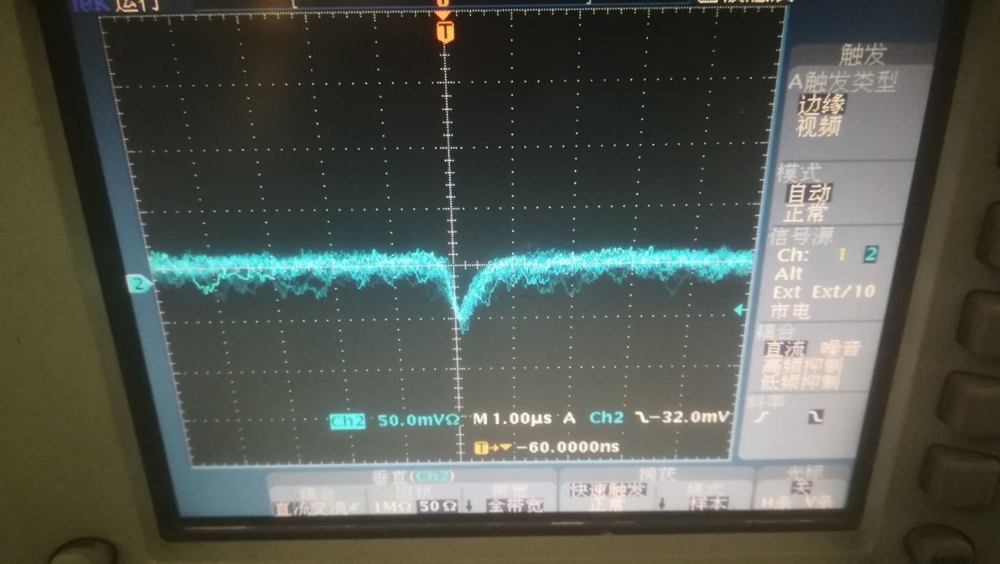 Tek 运行
T
触发
A触发类型
边缘
视频
模式
自动
正常
信号源
Ch: 1 2
Alt
Ext Ext/10
市电
耦合
直流 噪音
高频抑制
低频抑制
斜率
2
Ch2 50.0mVΩ M 1.00µs A Ch2 -32.0mV
T→▼ -60.0000ns
垂直(Ch2)
耦合 阻抗 带宽
直流 交流
1MΩ 50Ω
全带宽
捕获
快速触发 模式
正常 样本
光标
关
H条 V条